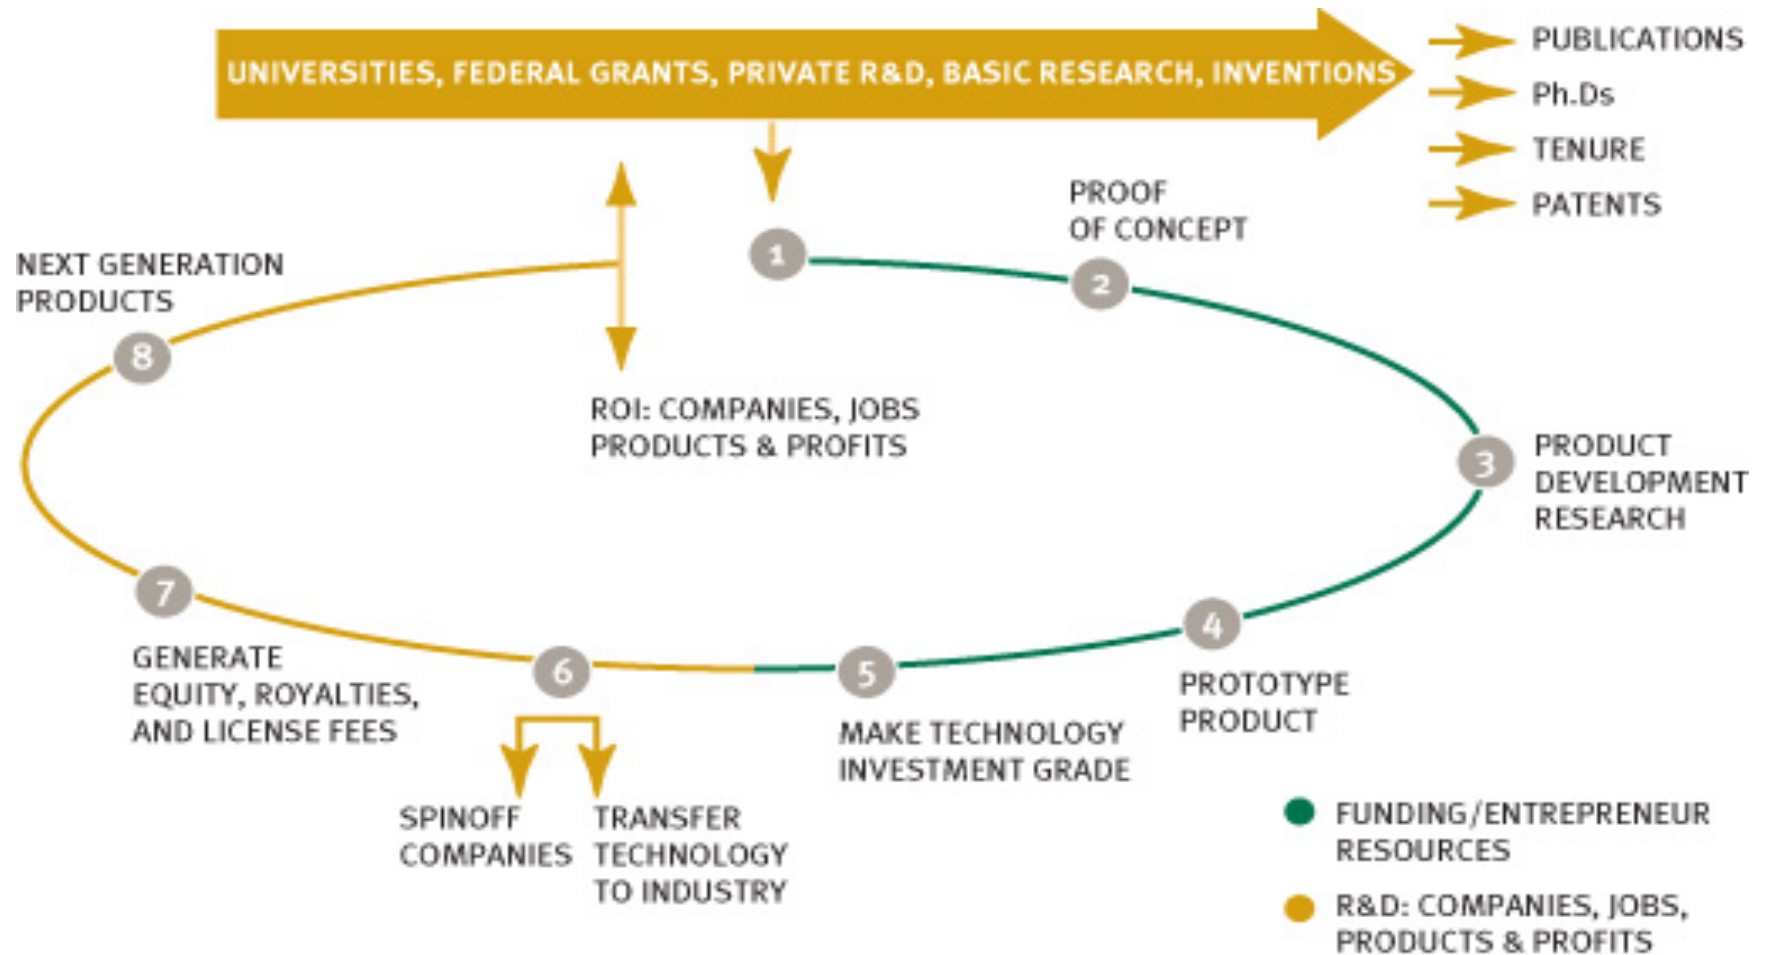 UNIVERSITIES, FEDERAL GRANTS, PRIVATE R&D, BASIC RESEARCH, INVENTIONS
PUBLICATIONS
Ph.Ds
TENURE
PATENTS
1
PROOF
OF CONCEPT
2
PRODUCT
DEVELOPMENT
RESEARCH
3
4
PROTOTYPE
PRODUCT
5
MAKE TECHNOLOGY
INVESTMENT GRADE
6
SPINOFF
COMPANIES
TRANSFER
TECHNOLOGY
TO INDUSTRY
7
GENERATE
EQUITY, ROYALTIES,
AND LICENSE FEES
NEXT GENERATION
PRODUCTS
8
ROI: COMPANIES, JOBS
PRODUCTS & PROFITS
FUNDING/ENTREPRENEUR
RESOURCES
R&D: COMPANIES, JOBS,
PRODUCTS & PROFITS